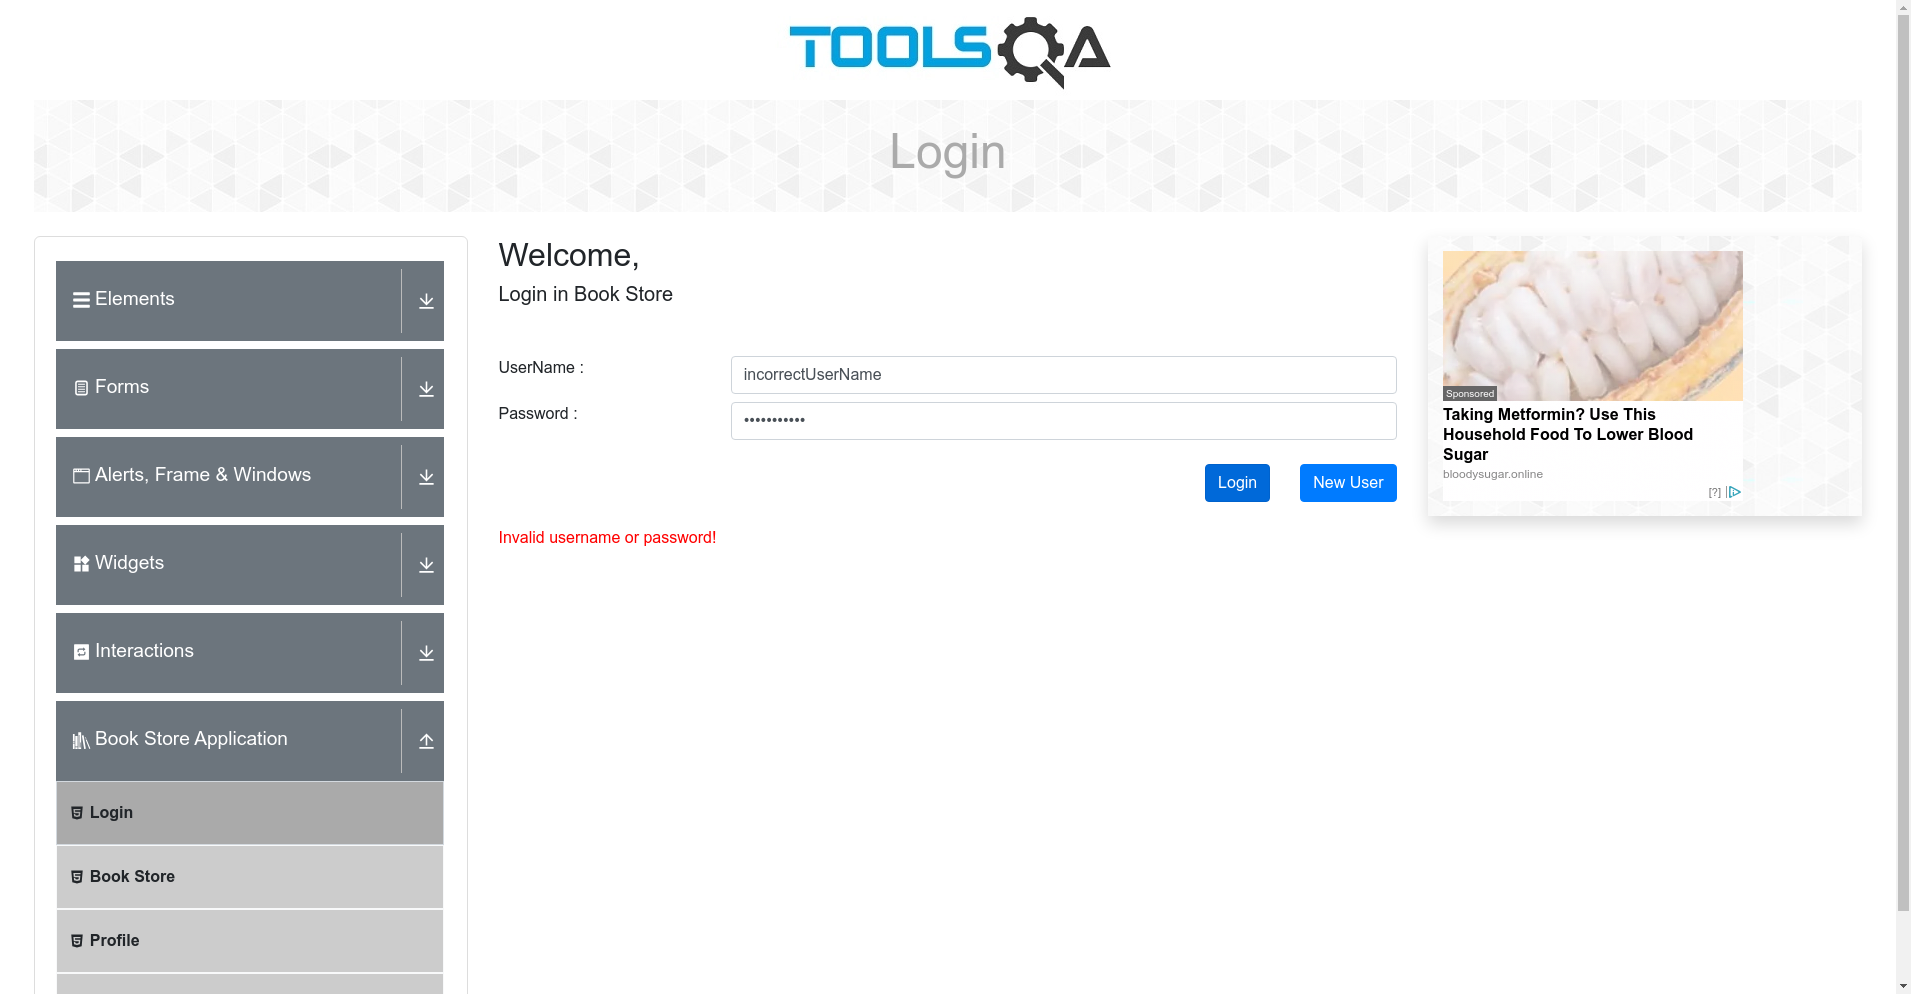 TOOLSQA
Login
Elements
Forms
Alerts, Frame & Windows
Widgets
Interactions
Book Store Application
Login
Book Store
Profile
Welcome,
Login in Book Store
UserName :
incorrectUserName
Password :
•••••••••••
Login
New User
Invalid username or password!
Sponsored
Taking Metformin? Use This
Household Food To Lower Blood
Sugar
bloodysugar.online
[?]